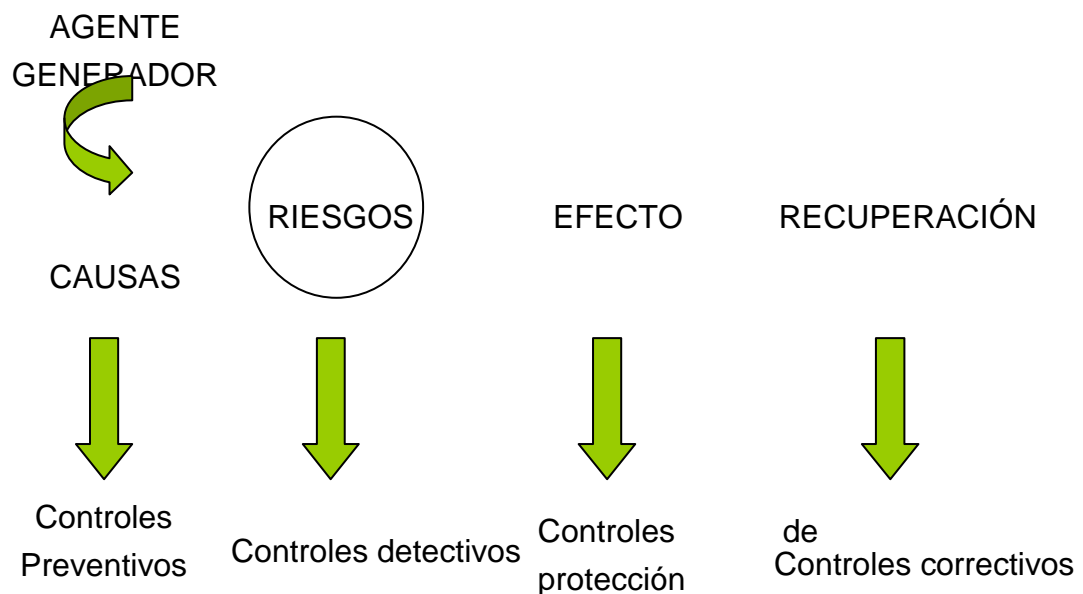 AGENTE
GENERADOR
RIESGOS
EFECTO
RECUPERACIÓN
CAUSAS
Controles
Preventivos
Controles detectivos
Controles de
protección
Controles correctivos